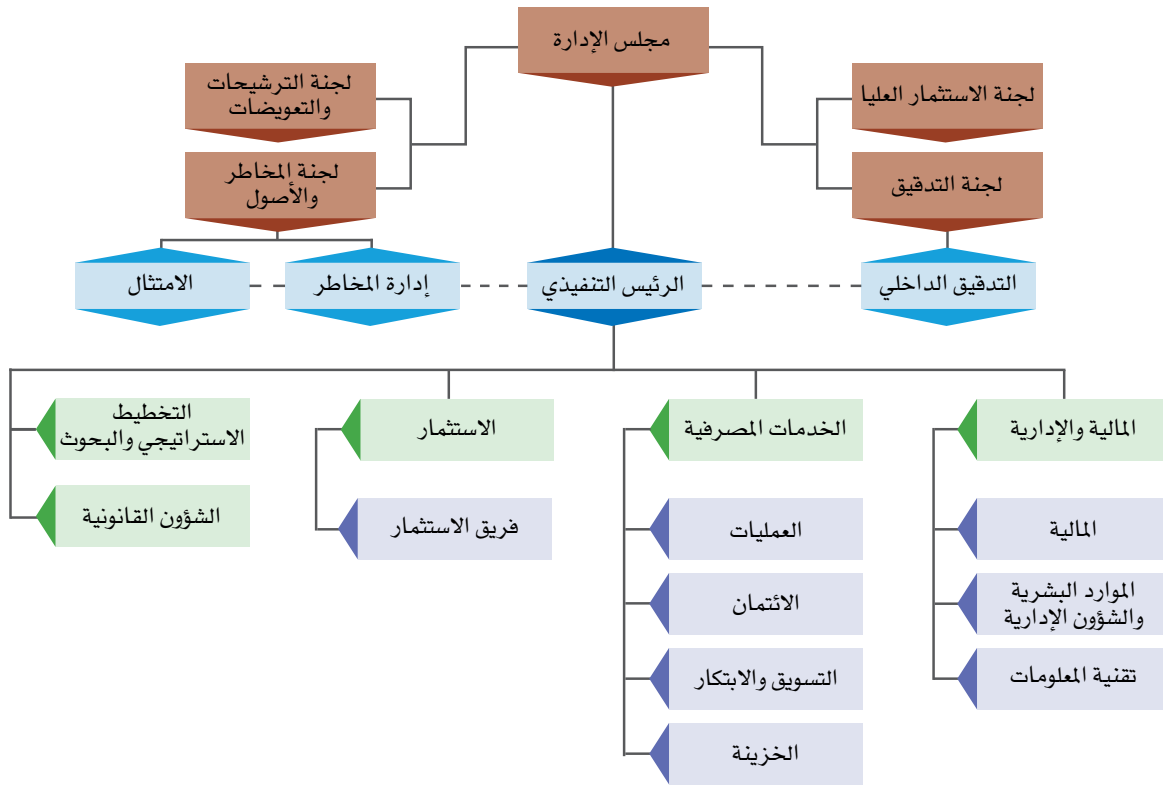 مجلس الإدارة
لجنة الاستثمار العليا
لجنة الترشيحات
والتعويضات
لجنة التدقيق
لجنة المخاطر
والأصول
التدقيق الداخلي
الرئيس التنفيذي
إدارة المخاطر
الامتثال
المالية والإدارية
المالية
الموارد البشرية
والشؤون الإدارية
تقنية المعلومات
الخدمات المصرفية
العمليات
الائتمان
التسويق والابتكار
الخزينة
الاستثمار
فريق الاستثمار
التخطيط
الاستراتيجي والبحوث
الشؤون القانونية